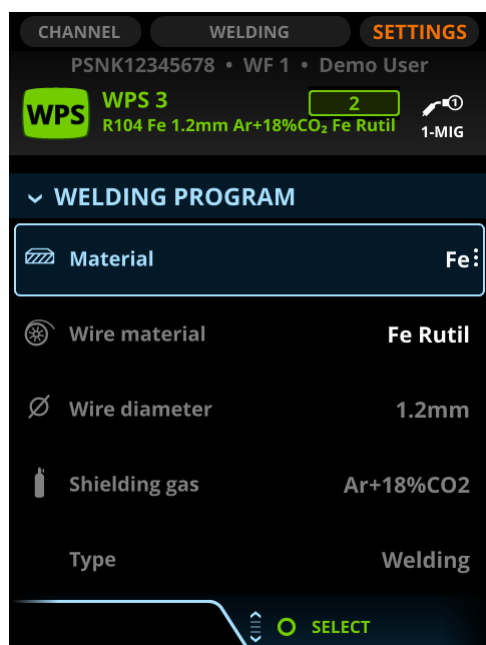 CHANNEL WELDING SETTINGS
PSNK12345678 • WF 1 • Demo User
WPS WPS 3 2 1
R104 Fe 1.2mm Ar+18%CO₂ Fe Rutil 1-MIG
WELDING PROGRAM
Material Fe
Wire material Fe Rutil
Wire diameter 1.2mm
Shielding gas Ar+18%CO2
Type Welding
SELECT